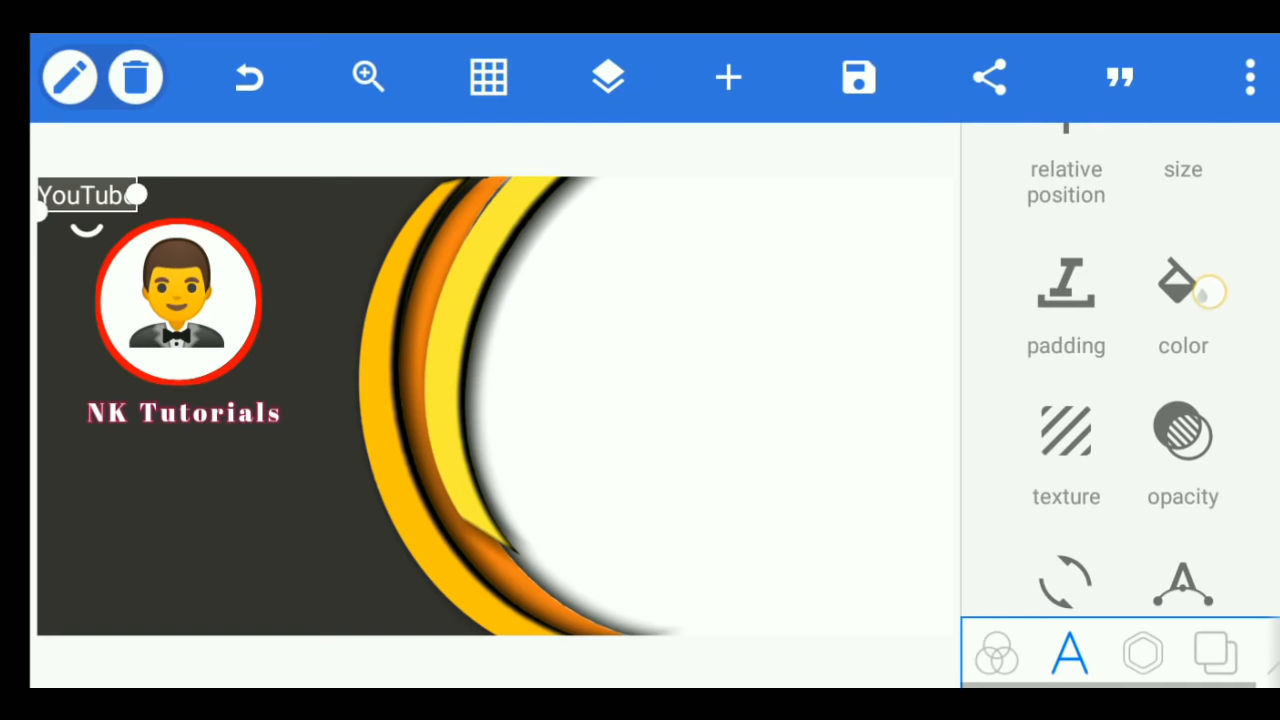 YouTube
NK Tutorials
relative
position
size
padding
color
texture
opacity